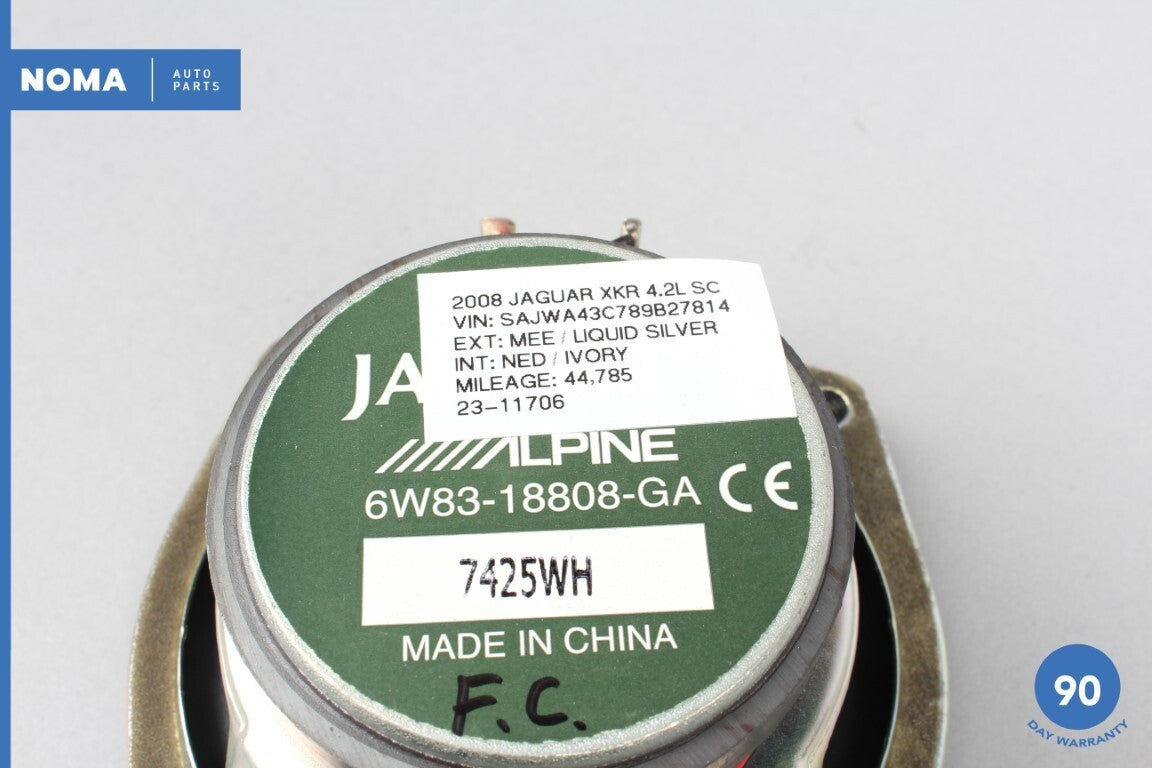 NOMA AUTO PARTS
2008 JAGUAR XKR 4.2L SC
VIN: SAJWA43C789B27814
EXT: MEE / LIQUID SILVER
INT: NED / IVORY
MILEAGE: 44,785
23-11706
JA
ALPINE
6W83-18808-GA CE
7425WH
MADE IN CHINA
F.C.
90
DAY WARRANTY